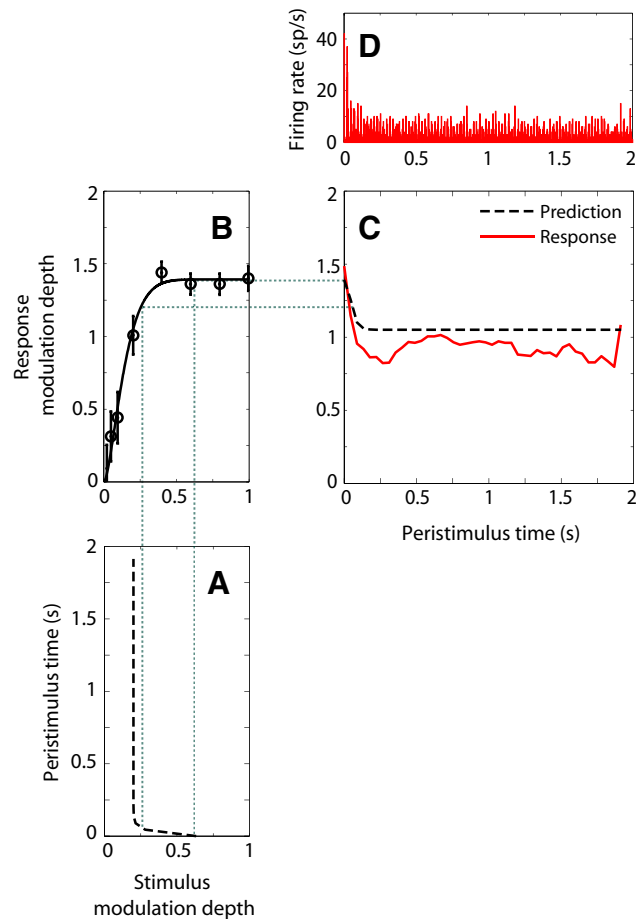 D
Firing rate (sp/s)
40
20
0
0 0.5 1 1.5 2
B
Response
modulation depth
2
1.5
1
0.5
0
0 0.5 1
C
Prediction
Response
2
1.5
1
0.5
0
0 0.5 1 1.5 2
Peristimulus time (s)
A
Peristimulus time (s)
2
1.5
1
0.5
0
0 0.5 1
Stimulus
modulation depth